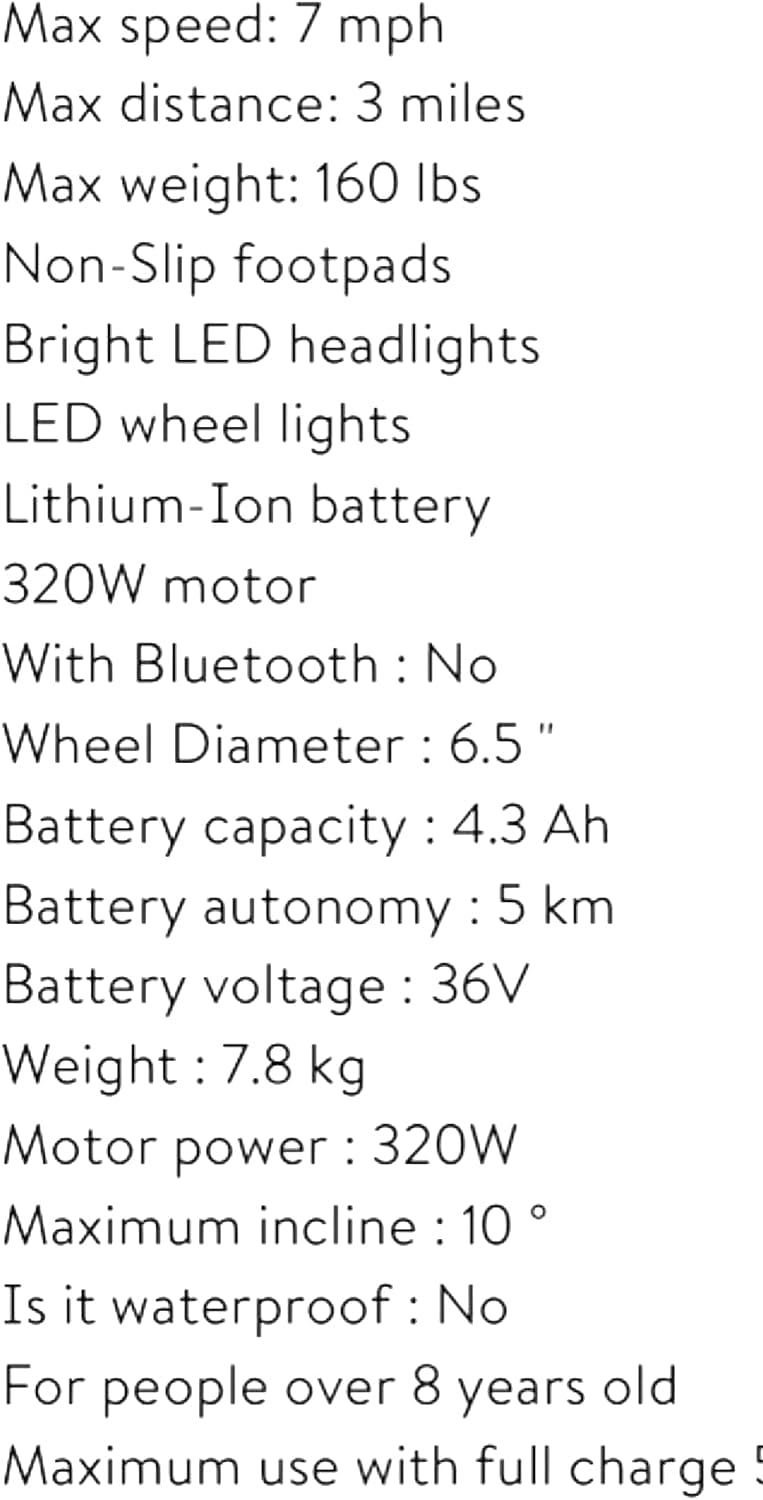 Max speed: 7 mph
Max distance: 3 miles
Max weight: 160 lbs
Non-Slip footpads
Bright LED headlights
LED wheel lights
Lithium-Ion battery
320W motor
With Bluetooth : No
Wheel Diameter : 6.5 "
Battery capacity : 4.3 Ah
Battery autonomy : 5 km
Battery voltage : 36V
Weight : 7.8 kg
Motor power : 320W
Maximum incline : 10 °
Is it waterproof : No
For people over 8 years old
Maximum use with full charge